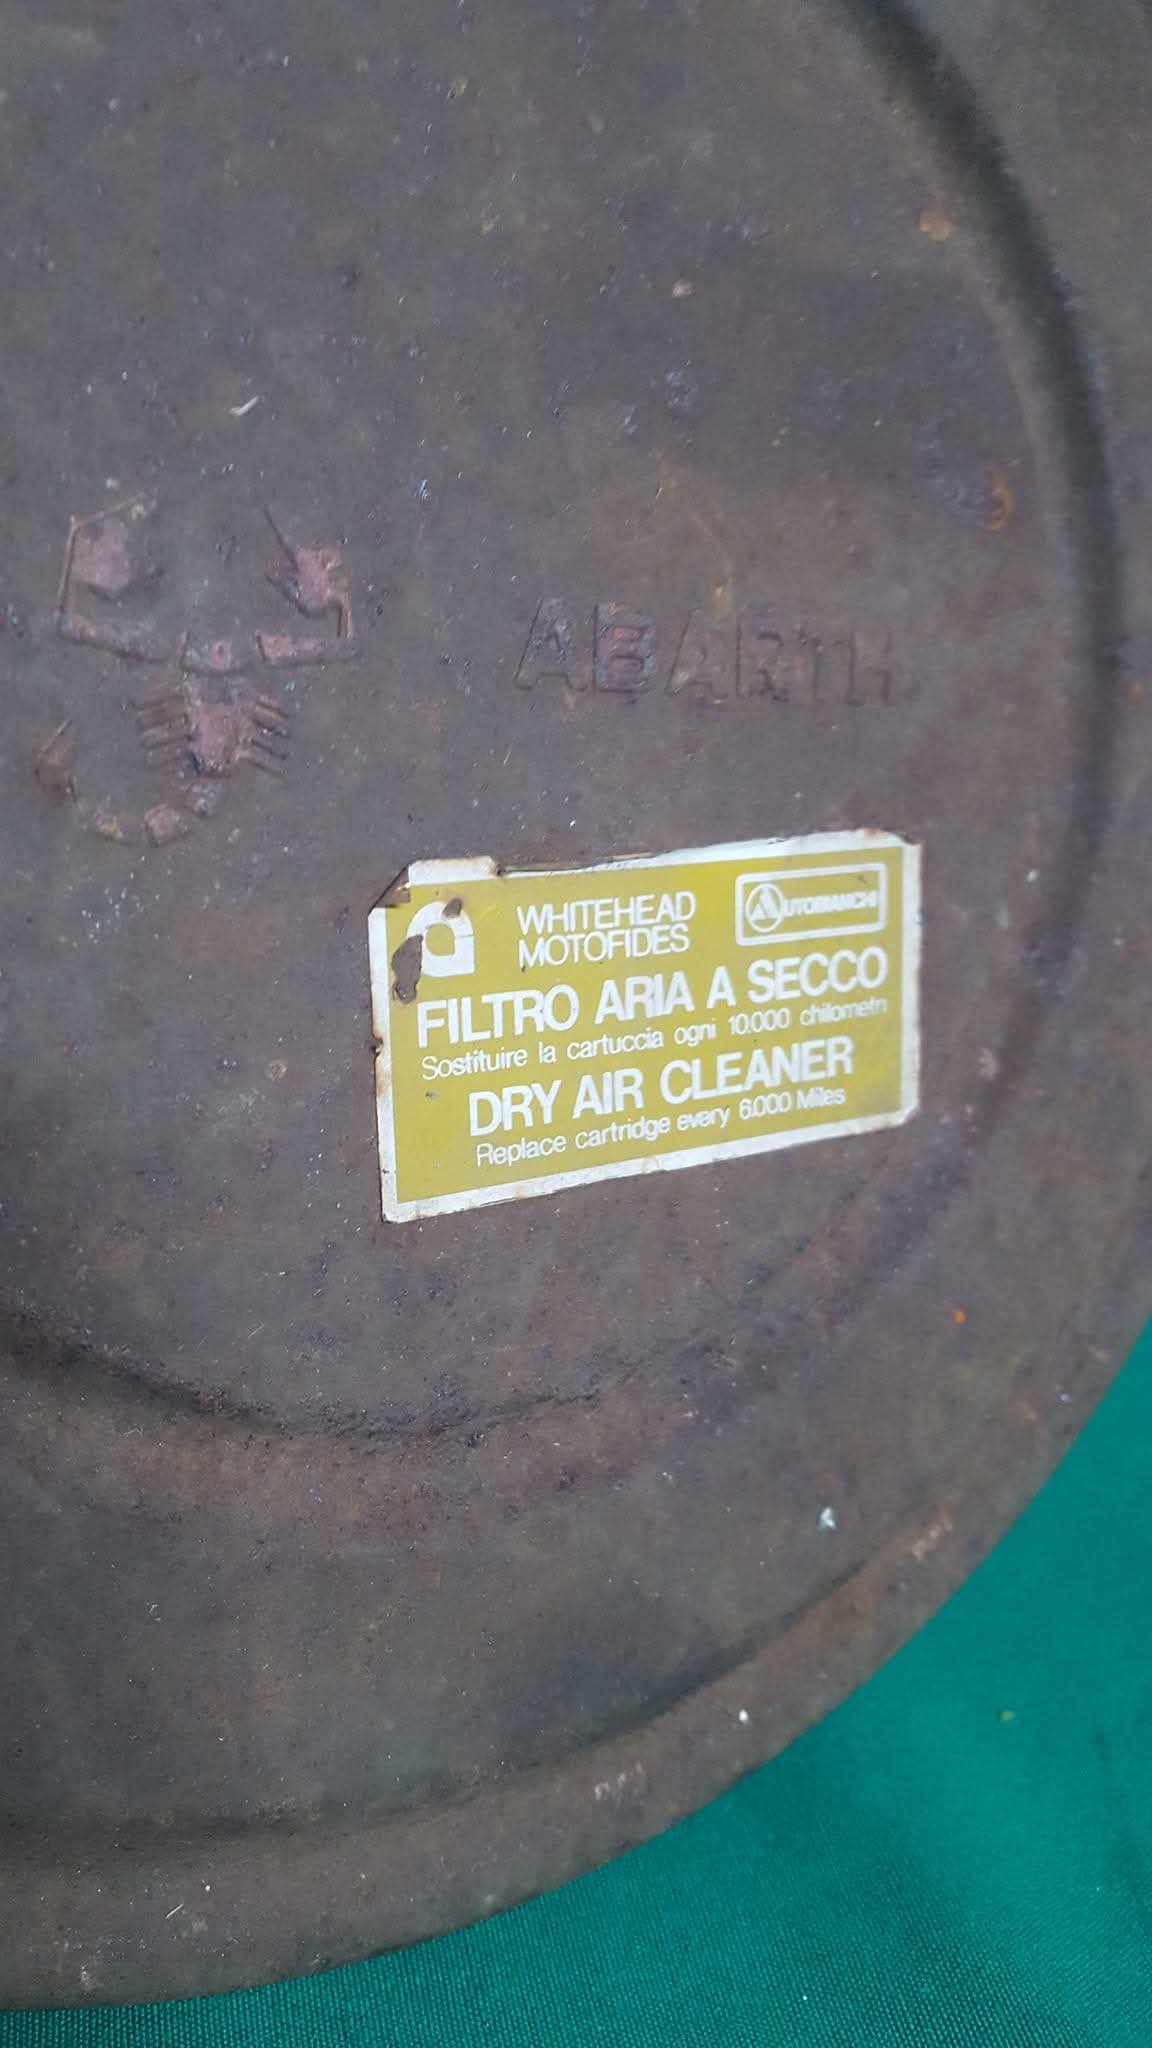 ABARTH
WHITEHEAD
MOTOFIDES
AUTOBIANCHI
FILTRO ARIA A SECCO
Sostituire la cartuccia ogni 10.000 chilometri
DRY AIR CLEANER
Replace cartridge every 6.000 Miles